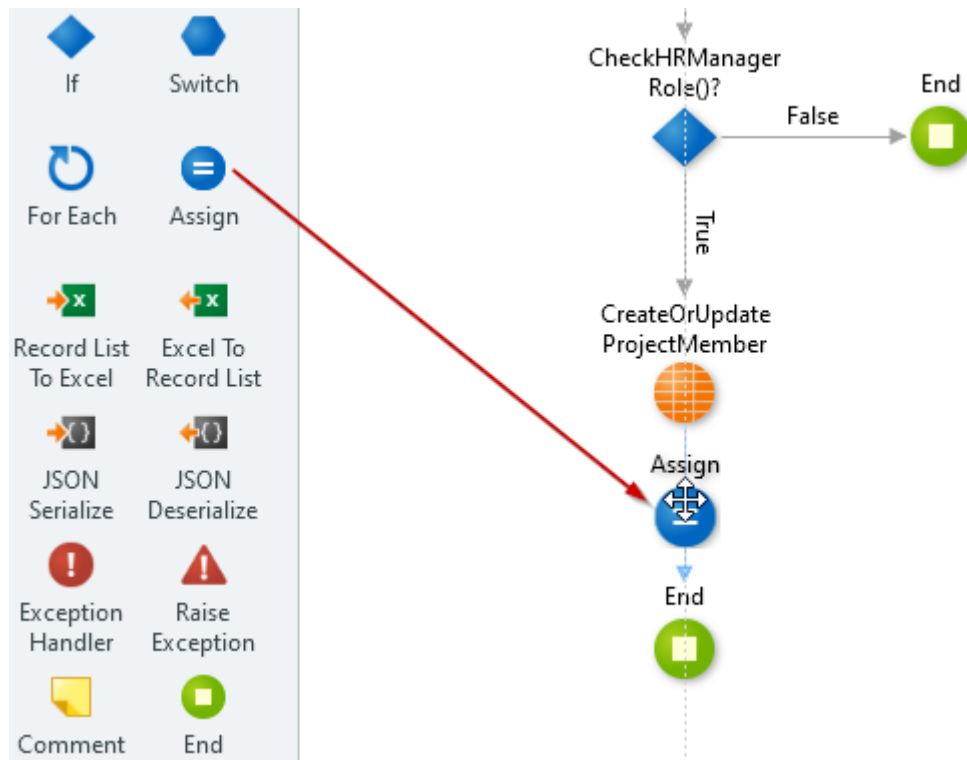 If
Switch
For Each
Assign
Record List
To Excel
Excel To
Record List
JSON
Serialize
JSON
Deserialize
Exception
Handler
Raise
Exception
Comment
End
CheckHRManager
Role()?
False
End
True
CreateOrUpdate
ProjectMember
Assign
End